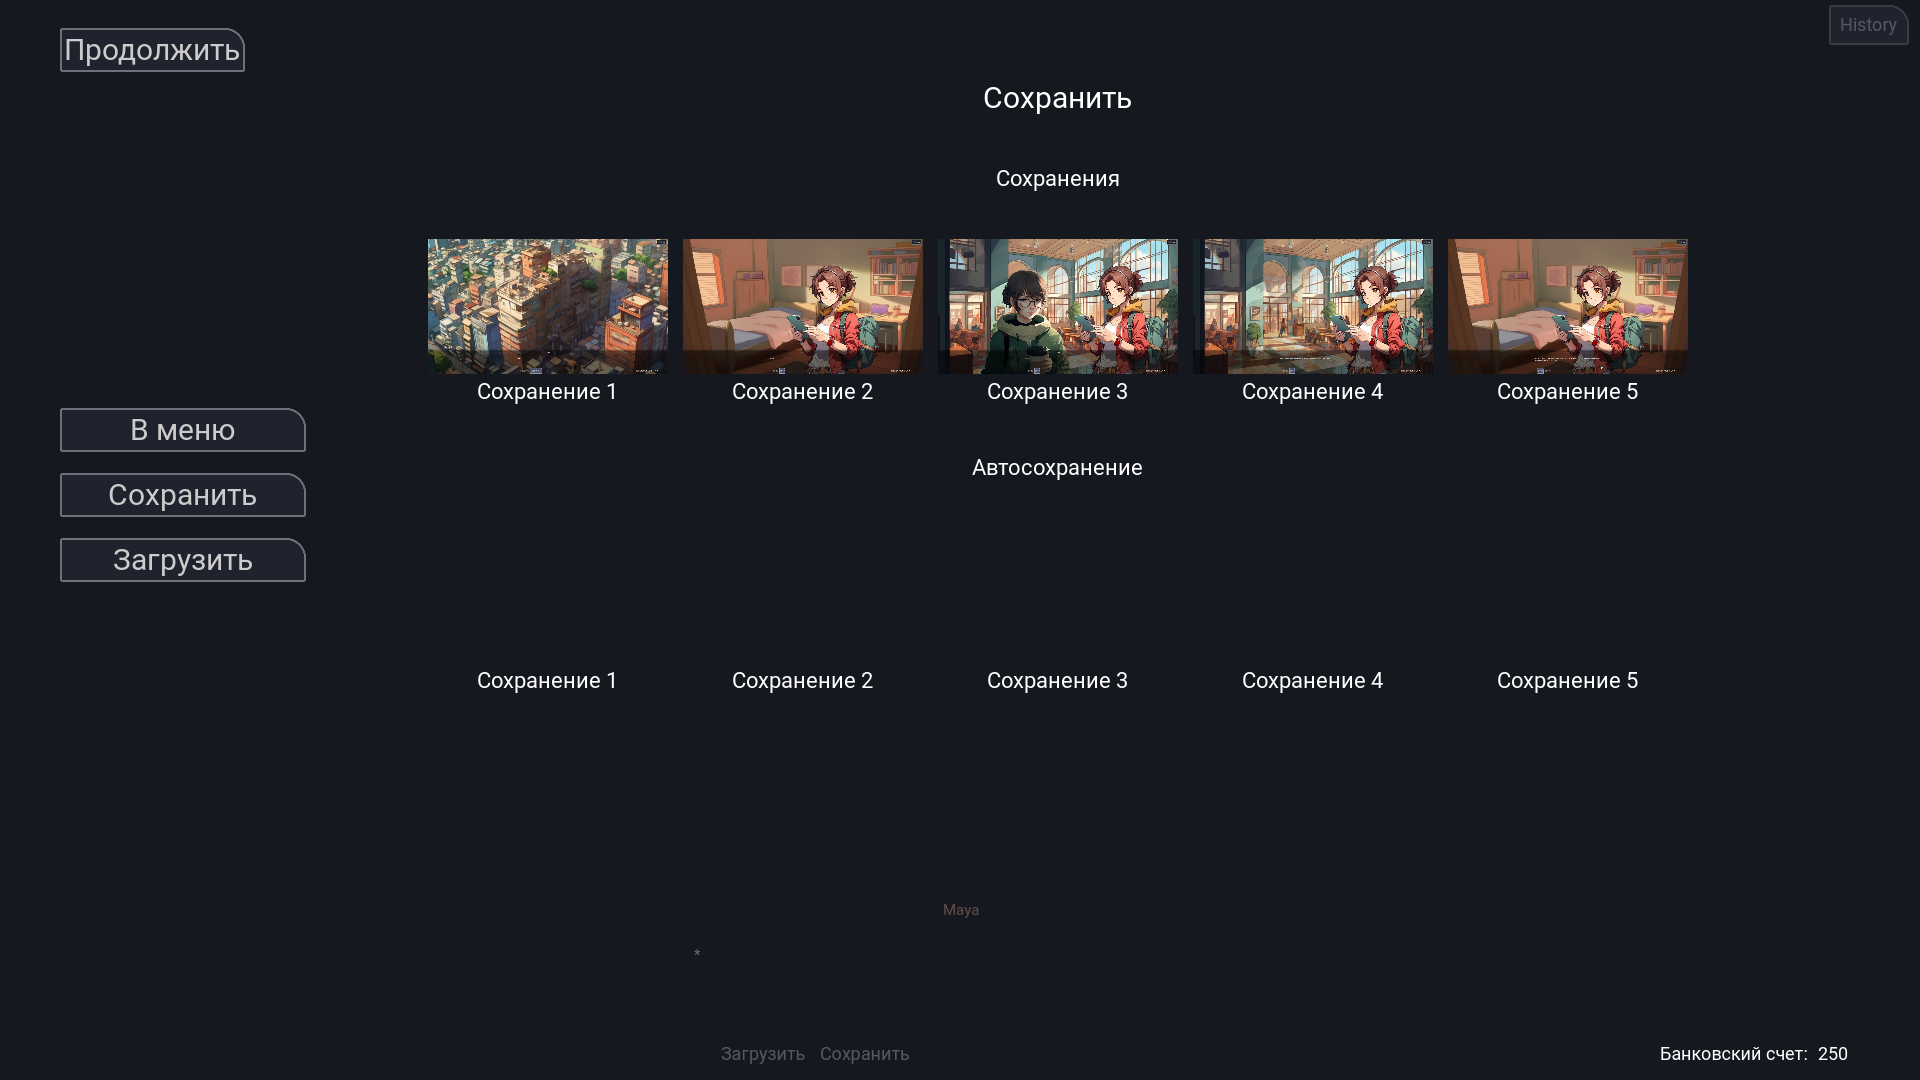 Продолжить
History
Сохранить
Сохранения
Сохранение 1
Сохранение 2
Сохранение 3
Сохранение 4
Сохранение 5
В меню
Сохранить
Загрузить
Автосохранение
Сохранение 1
Сохранение 2
Сохранение 3
Сохранение 4
Сохранение 5
Maya
*
Загрузить Сохранить
Банковский счет: 250